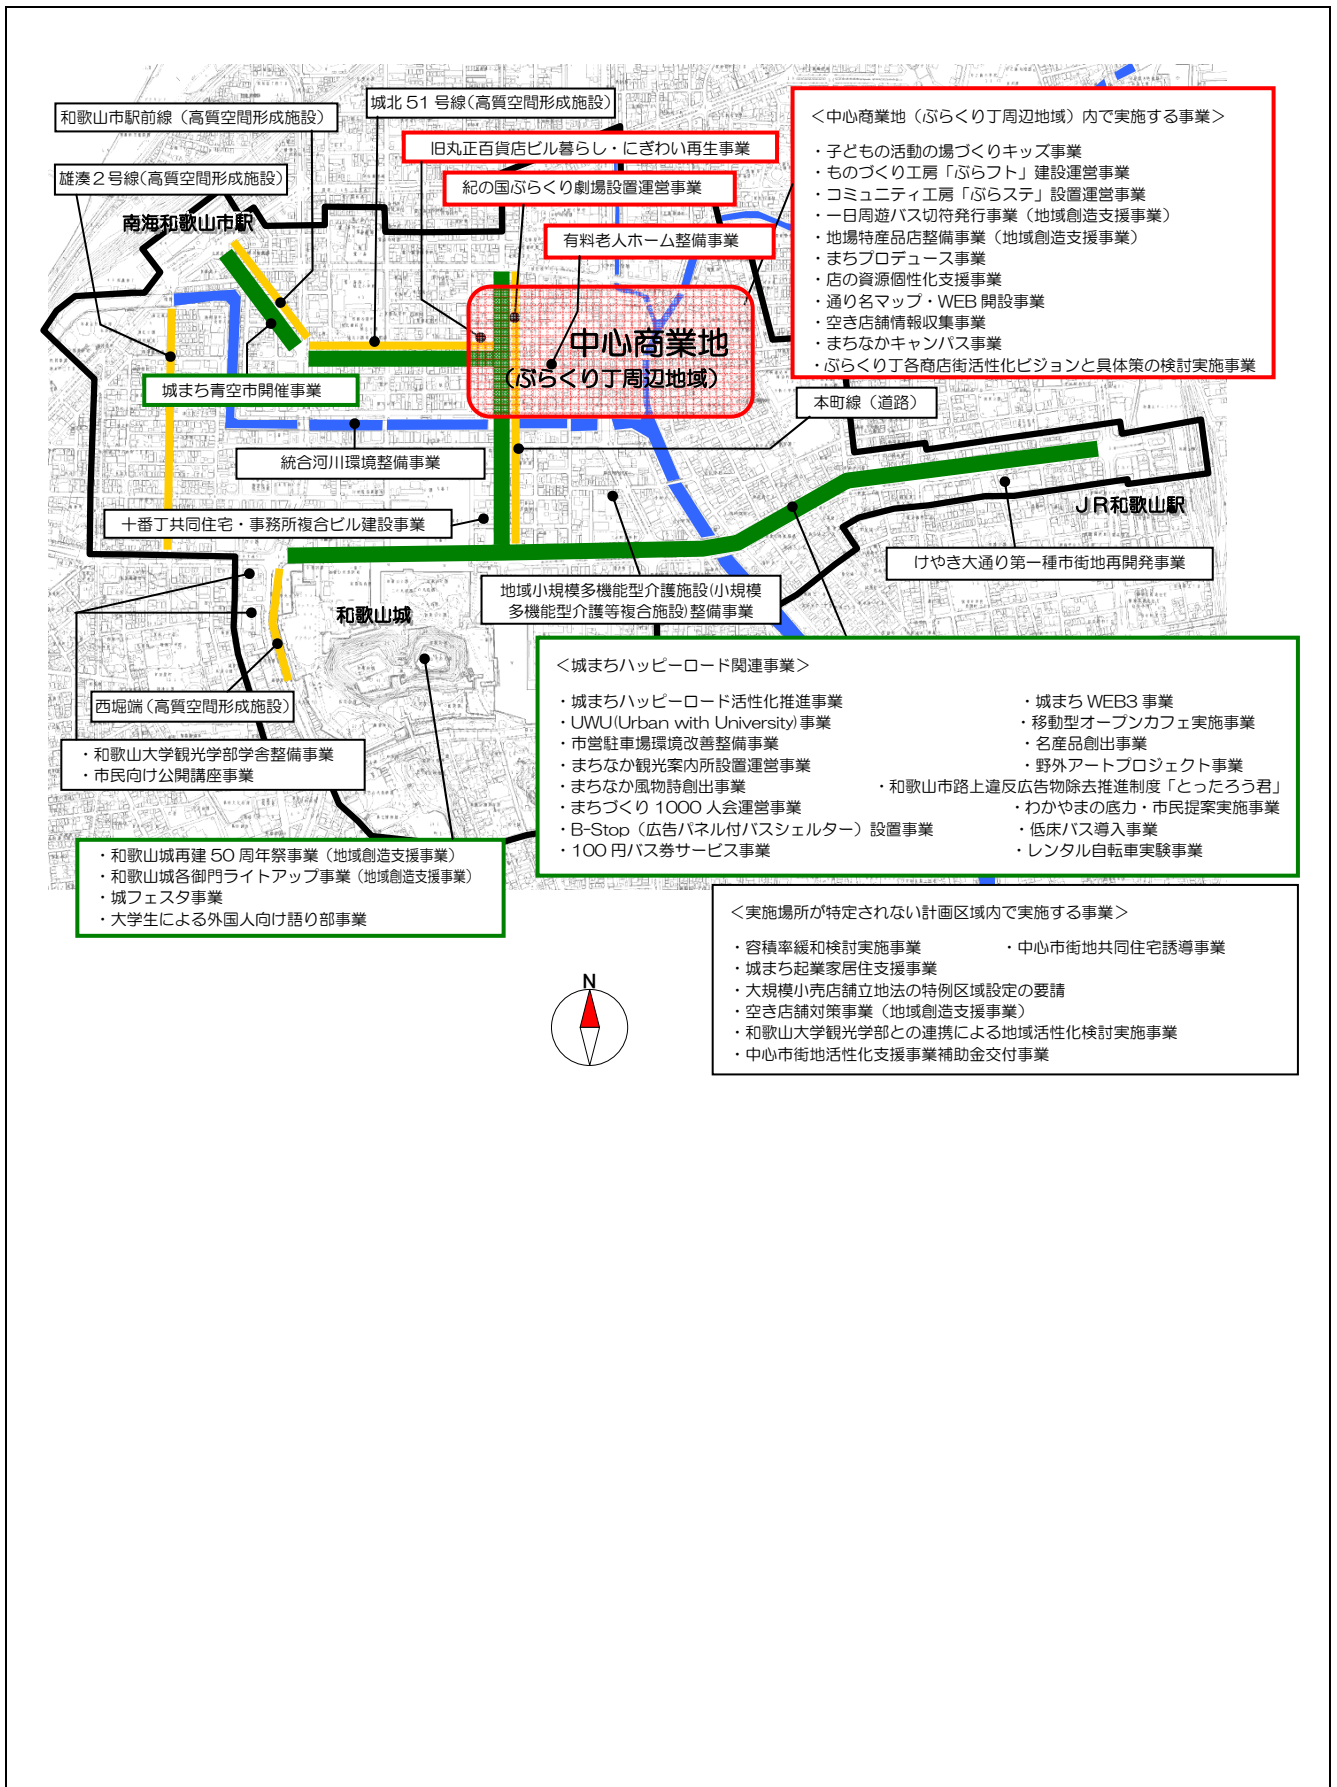 和歌山市駅前線（高質空間形成施設）
城北51号線（高質空間形成施設）
旧丸正百貨店ビル暮らし・にぎわい再生事業
雄湊２号線（高質空間形成施設）
紀の国ぶらくり劇場設置運営事業
南海和歌山市駅
有料老人ホーム整備事業
＜中心商業地（ぶらくり丁周辺地域）内で実施する事業＞
・子どもの活動の場づくりキッズ事業
・ものづくり工房「ぶらフト」建設運営事業
・コミュニティ工房「ぶらステ」設置運営事業
・一日周遊バス切符発行事業（地域創造支援事業）
・地場特産品店整備事業（地域創造支援事業）
・まちプロデュース事業
・店の資源個性化支援事業
・通り名マップ・WEB開設事業
・空き店舗情報収集事業
・まちなかキャンパス事業
・ぶらくり丁各商店街活性化ビジョンと具体策の検討実施事業
中心商業地
（ぶらくり丁周辺地域）
城まち青空市開催事業
本町線（道路）
統合河川環境整備事業
ＪＲ和歌山駅
十番丁共同住宅・事務所複合ビル建設事業
けやき大通り第一種市街地再開発事業
地域小規模多機能型介護施設(小規模
多機能型介護等複合施設)整備事業
和歌山城
西堀端（高質空間形成施設）
・和歌山大学観光学部学舎整備事業
・市民向け公開講座事業
＜城まちハッピーロード関連事業＞
・城まちハッピーロード活性化推進事業
・城まちWEB3事業
・UWU(Urban with University)事業
・移動型オープンカフェ実施事業
・市営駐車場環境改善整備事業
・名産品創出事業
・まちなか観光案内所設置運営事業
・野外アートプロジェクト事業
・まちなか風物詩創出事業
・和歌山市路上違反広告物除去推進制度「とったろう君」
・まちづくり1000人会運営事業
・わかやまの底力・市民提案実施事業
・B-Stop（広告パネル付バスシェルター）設置事業
・低床バス導入事業
・100円バス券サービス事業
・レンタル自転車実験事業
・和歌山城再建50周年祭事業（地域創造支援事業）
・和歌山城各御門ライトアップ事業（地域創造支援事業）
・城フェスタ事業
・大学生による外国人向け語り部事業
＜実施場所が特定されない計画区域内で実施する事業＞
・容積率緩和検討実施事業
・中心市街地共同住宅誘導事業
・城まち起業家居住支援事業
・大規模小売店舗立地法の特例区域設定の要請
・空き店舗対策事業（地域創造支援事業）
・和歌山大学観光学部との連携による地域活性化検討実施事業
・中心市街地活性化支援事業補助金交付事業
N